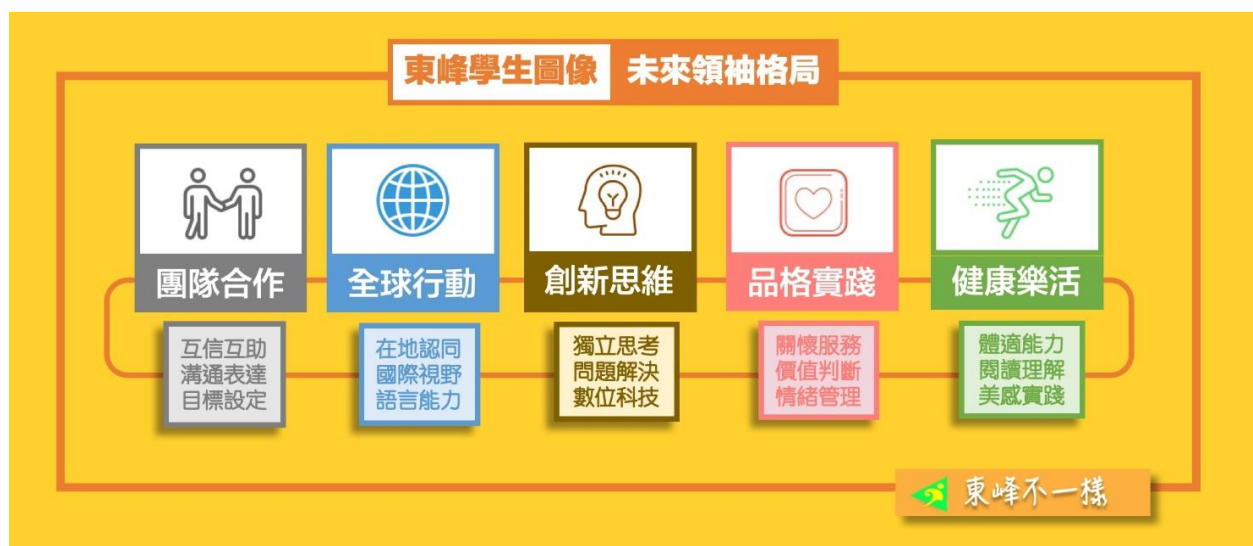 東峰學生圖像 未來領袖格局
團隊合作
互信互助
溝通表達
目標設定
全球行動
在地認同
國際視野
語言能力
創新思維
獨立思考
問題解決
數位科技
品格實踐
關懷服務
價值判斷
情緒管理
健康樂活
體適能力
閱讀理解
美感實踐
東峰不一樣